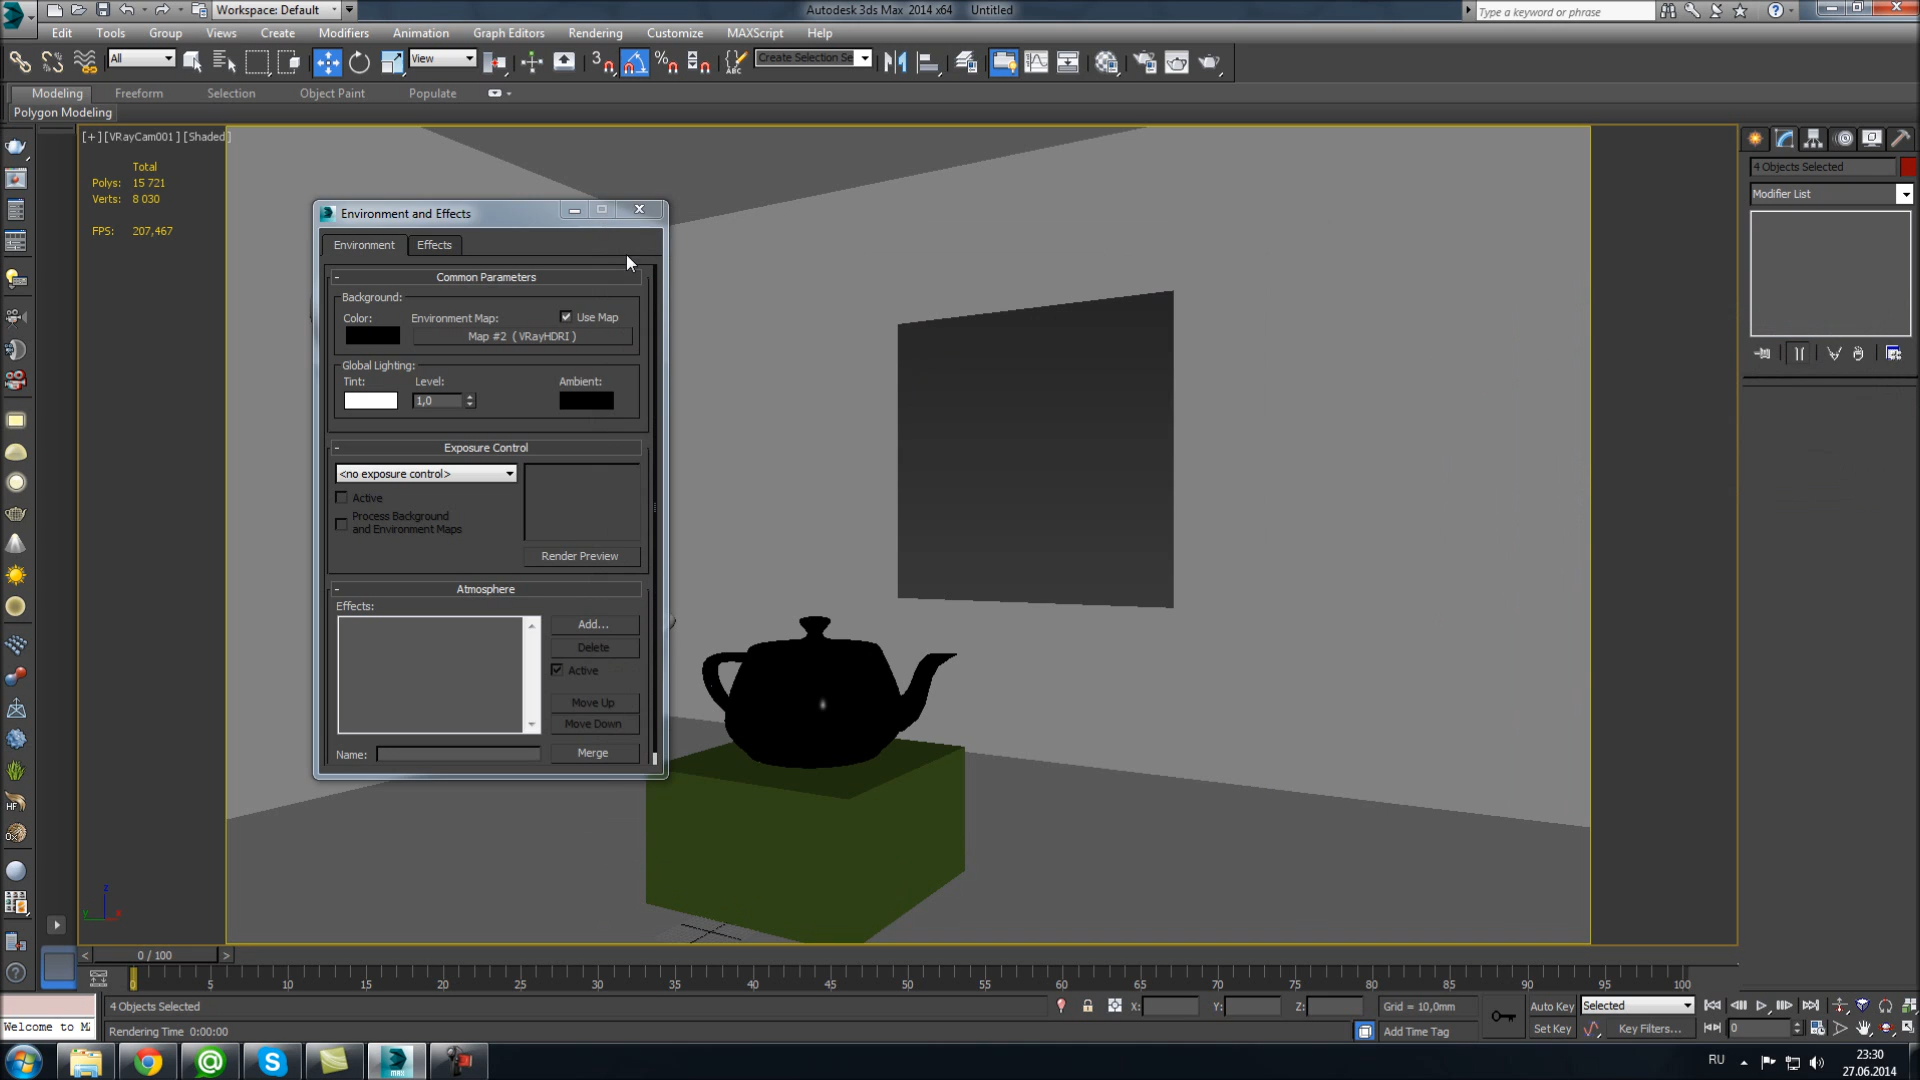 Workspace: Default
Autodesk 3ds Max 2014 x64 Untitled
Type a keyword or phrase
Edit Tools Group Views Create Modifiers Animation Graph Editors Rendering Customize MAXScript Help
All
View
3
Create Selection Se
Modeling Freeform Selection Object Paint Populate
Polygon Modeling
[+] [VRayCam001] [Shaded]
Total
Polys: 15 721
Verts: 8 030
FPS: 207,467
4 Objects Selected
Modifier List
Environment and Effects
Environment Effects
- Common Parameters
Background:
Color: Environment Map: Use Map
Map #2 (VRayHDRI)
Global Lighting:
Tint: Level: Ambient:
1,0
- Exposure Control
<no exposure control>
Active
Process Background
and Environment Maps
Render Preview
- Atmosphere
Effects:
Add...
Delete
Active
Move Up
Move Down
Name: Merge
HF
z
y x
< 0 / 100 >
0 5 10 15 20 25 30 35 40 45 50 55 60 65 70 75 80 85 90 95 100
4 Objects Selected X: Y: Z: Grid = 10,0mm Auto Key Selected
Welcome to M
Rendering Time 0:00:00 Add Time Tag Set Key Key Filters... 0
RU
23:30
27.06.2014